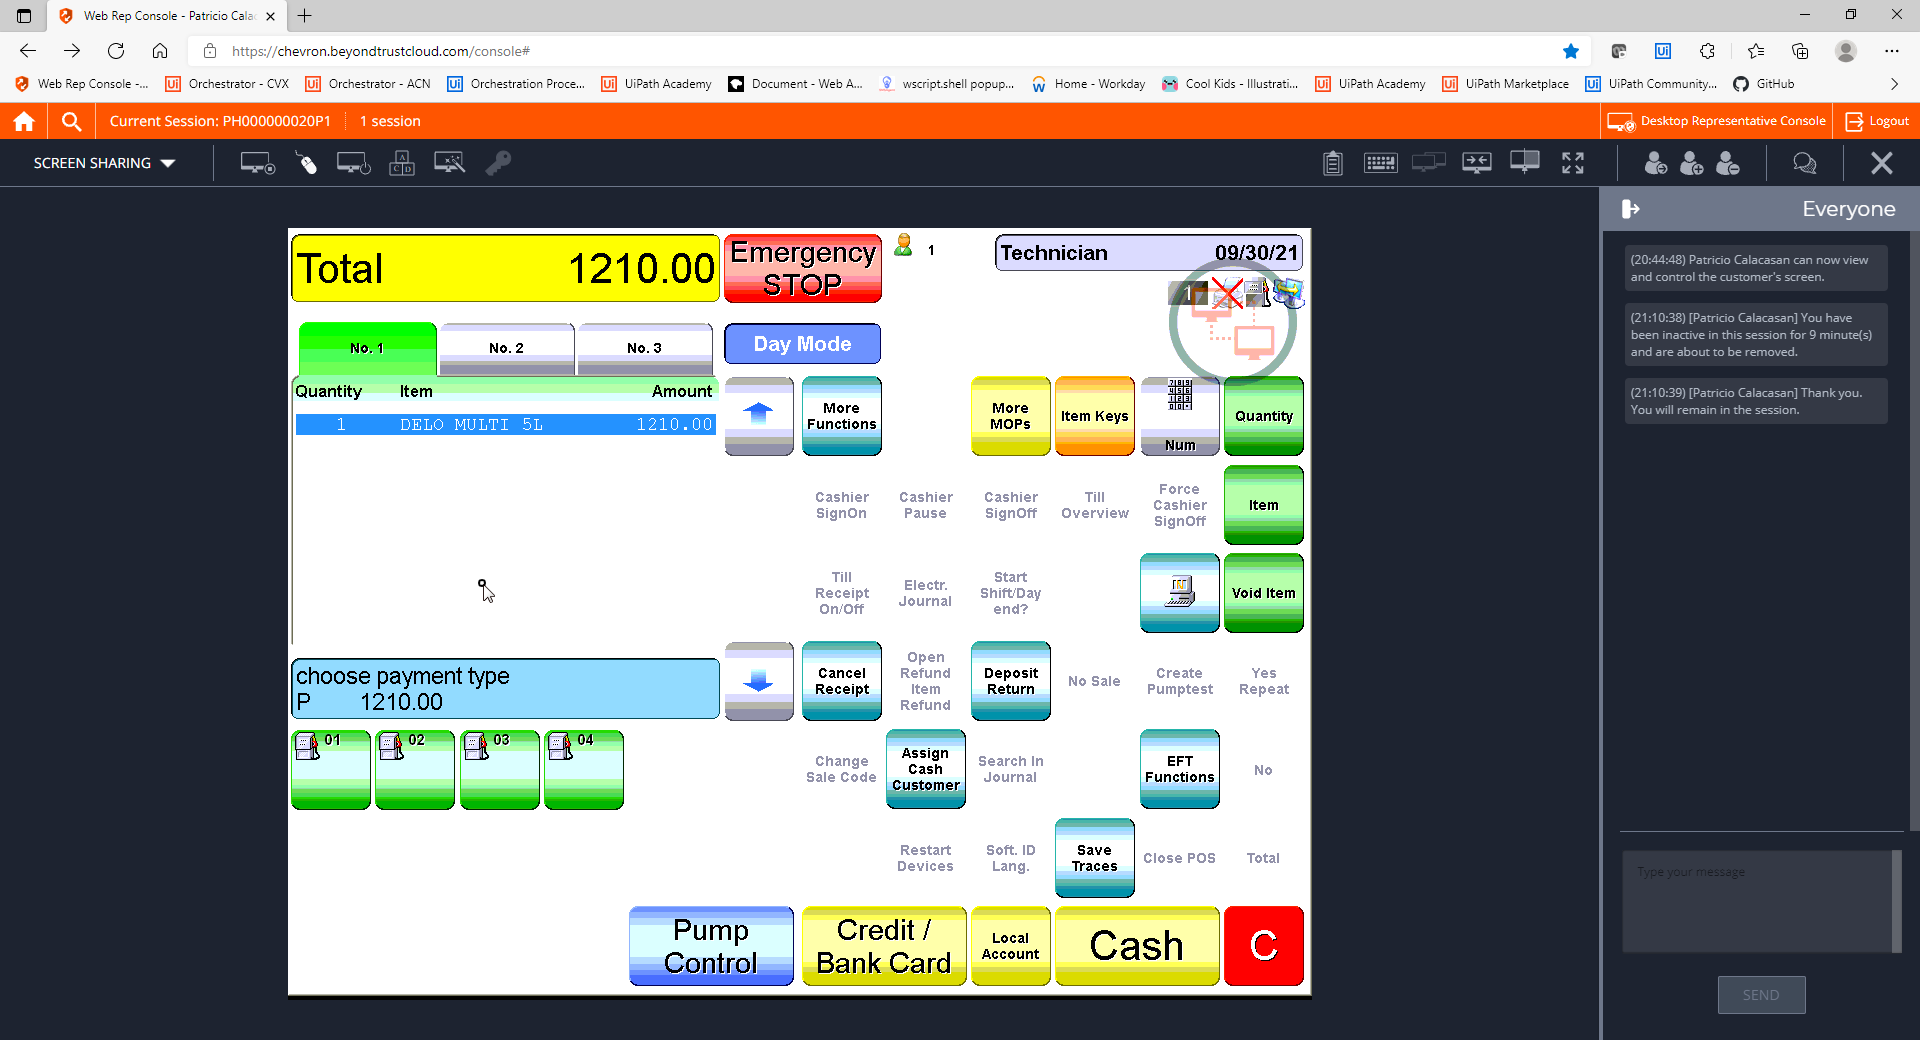 Web Rep Console - Patricio Cala
https://chevron.beyondtrustcloud.com/console#
Web Rep Console -... Orchestrator - CVX Orchestrator - ACN Orchestration Proce... UiPath Academy Document - Web A... wscript.shell popup... Home - Workday Cool Kids - Illustrati... UiPath Academy UiPath Marketplace UiPath Community... GitHub
Current Session: PH000000020P1 1 session Desktop Representative Console Logout
SCREEN SHARING
Everyone
(20:44:48) Patricio Calacasan can now view
and control the customer's screen.
(21:10:38) [Patricio Calacasan] You have
been inactive in this session for 9 minute(s)
and are about to be removed.
(21:10:39) [Patricio Calacasan] Thank you.
You will remain in the session.
Type your message
SEND
Total 1210.00
Emergency
STOP
1
Technician 09/30/21
1
No. 1 No. 2 No. 3
Day Mode
Quantity Item Amount
1 DELO MULTI 5L 1210.00
More
Functions
More
MOPs
Item Keys
Num
Quantity
Cashier
SignOn
Cashier
Pause
Cashier
SignOff
Till
Overview
Force
Cashier
SignOff
Item
Till
Receipt
On/Off
Electr.
Journal
Start
Shift/Day
end?
Void Item
choose payment type
P 1210.00
Cancel
Receipt
Open
Refund
Item
Refund
Deposit
Return
No Sale
Create
Pumptest
Yes
Repeat
01 02 03 04
Change
Sale Code
Assign
Cash
Customer
Search In
Journal
EFT
Functions
No
Restart
Devices
Soft. ID
Lang.
Save
Traces
Close POS
Total
Pump
Control
Credit /
Bank Card
Local
Account
Cash
C